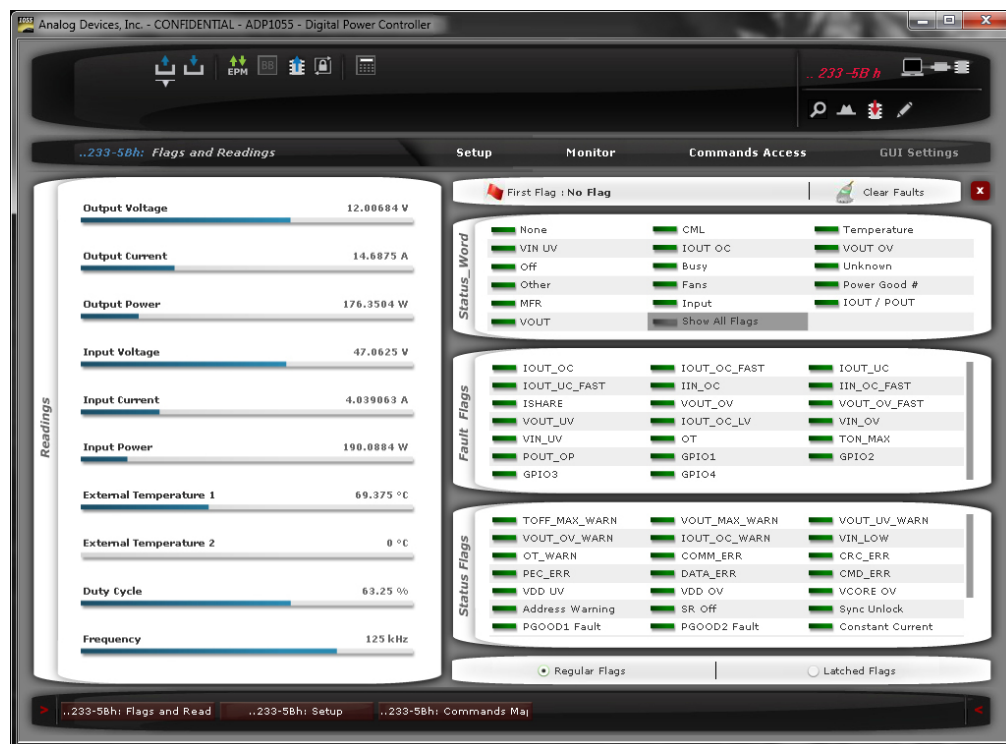 Analog Devices, Inc. - CONFIDENTIAL - ADP1055 - Digital Power Controller
1055
EPM
BB
.. 233-5B h
..233-5Bh: Flags and Readings
Setup
Monitor
Commands Access
GUI Settings
Readings
Output Voltage 12.00684 V
Output Current 14.6875 A
Output Power 176.3504 W
Input Voltage 47.0625 V
Input Current 4.039063 A
Input Power 190.0884 W
External Temperature 1 69.375 °C
External Temperature 2 0 °C
Duty Cycle 63.25 %
Frequency 125 kHz
First Flag : No Flag
Clear Faults
X
Status_Word
None CML Temperature
VIN UV IOUT OC VOUT OV
Off Busy Unknown
Other Fans Power Good #
MFR Input IOUT / POUT
VOUT Show All Flags
Fault Flags
IOUT_OC IOUT_OC_FAST IOUT_UC
IOUT_UC_FAST IIN_OC IIN_OC_FAST
ISHARE VOUT_OV VOUT_OV_FAST
VOUT_UV IOUT_OC_LV VIN_OV
VIN_UV OT TON_MAX
POUT_OP GPIO1 GPIO2
GPIO3 GPIO4
Status Flags
TOFF_MAX_WARN VOUT_MAX_WARN VOUT_UV_WARN
VOUT_OV_WARN IOUT_OC_WARN VIN_LOW
OT_WARN COMM_ERR CRC_ERR
PEC_ERR DATA_ERR CMD_ERR
VDD UV VDD OV VCORE OV
Address Warning SR Off Sync Unlock
PGOOD1 Fault PGOOD2 Fault Constant Current
Regular Flags
Latched Flags
> ..233-5Bh: Flags and Read ..233-5Bh: Setup ..233-5Bh: Commands Maj <